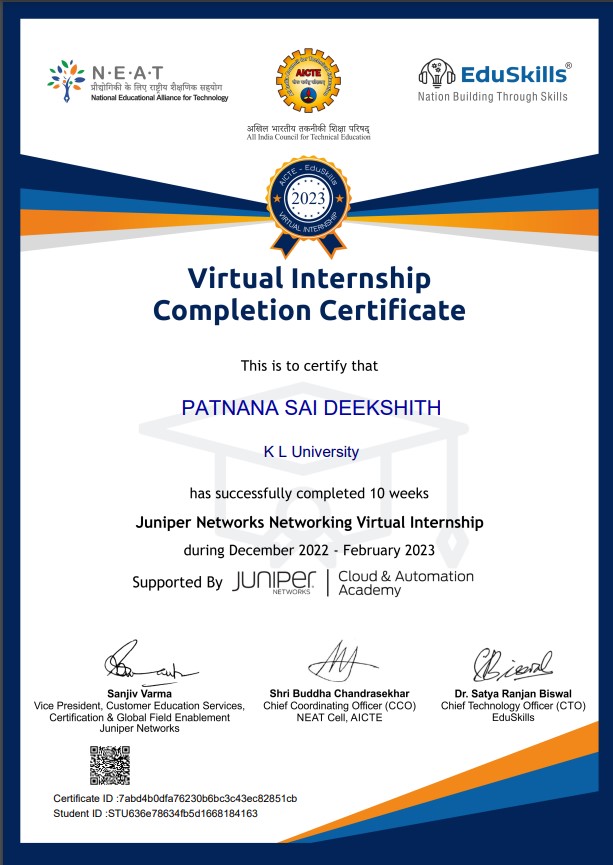 N·E·A·T
प्रौद्योगिकी के लिए राष्ट्रीय शैक्षणिक सहयोग
National Educational Alliance for Technology
AICTE
अखिल भारतीय तकनीकी शिक्षा परिषद्
All India Council for Technical Education
EduSkills®
Nation Building Through Skills
AICTE - EduSkills
2023
VIRTUAL INTERNSHIP
Virtual Internship
Completion Certificate
This is to certify that
PATNANA SAI DEEKSHITH
K L University
has successfully completed 10 weeks
Juniper Networks Networking Virtual Internship
during December 2022 - February 2023
Supported By JUNIPER NETWORKS | Cloud & Automation
Academy
Sanjiv Varma
Vice President, Customer Education Services,
Certification & Global Field Enablement
Juniper Networks
Shri Buddha Chandrasekhar
Chief Coordinating Officer (CCO)
NEAT Cell, AICTE
Dr. Satya Ranjan Biswal
Chief Technology Officer (CTO)
EduSkills
Certificate ID :7abd4b0dfa76230b6bc3c43ec82851cb
Student ID :STU636e78634fb5d1668184163